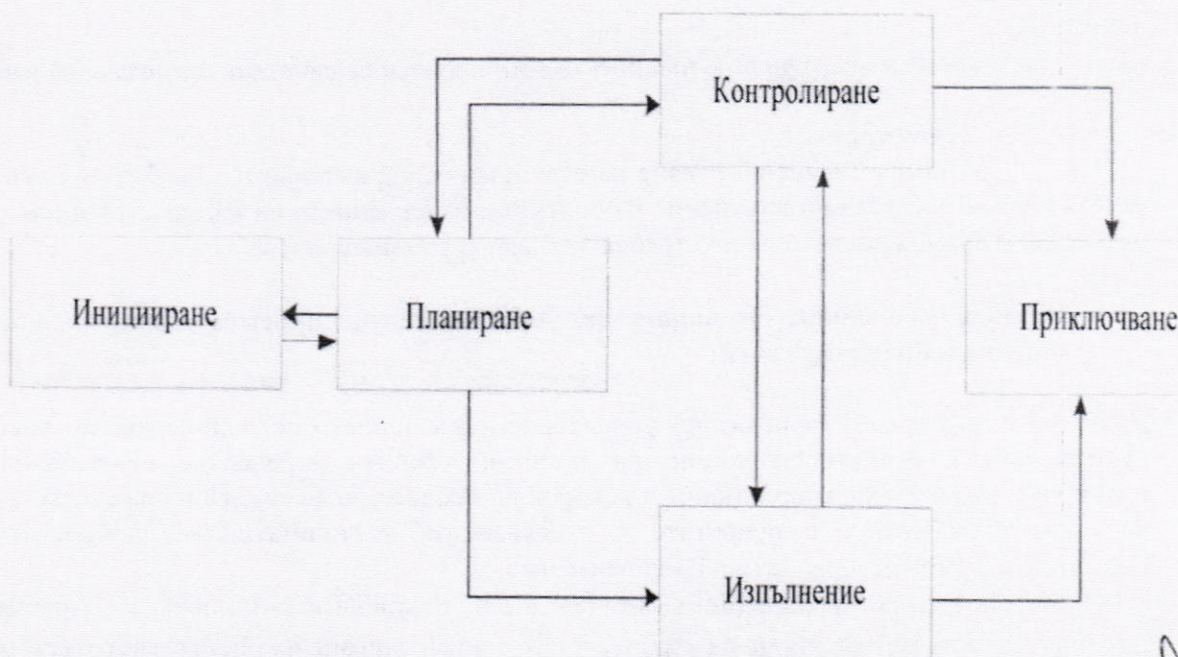 Контролиране
Иницииране
Планиране
Приключване
Изпълнение